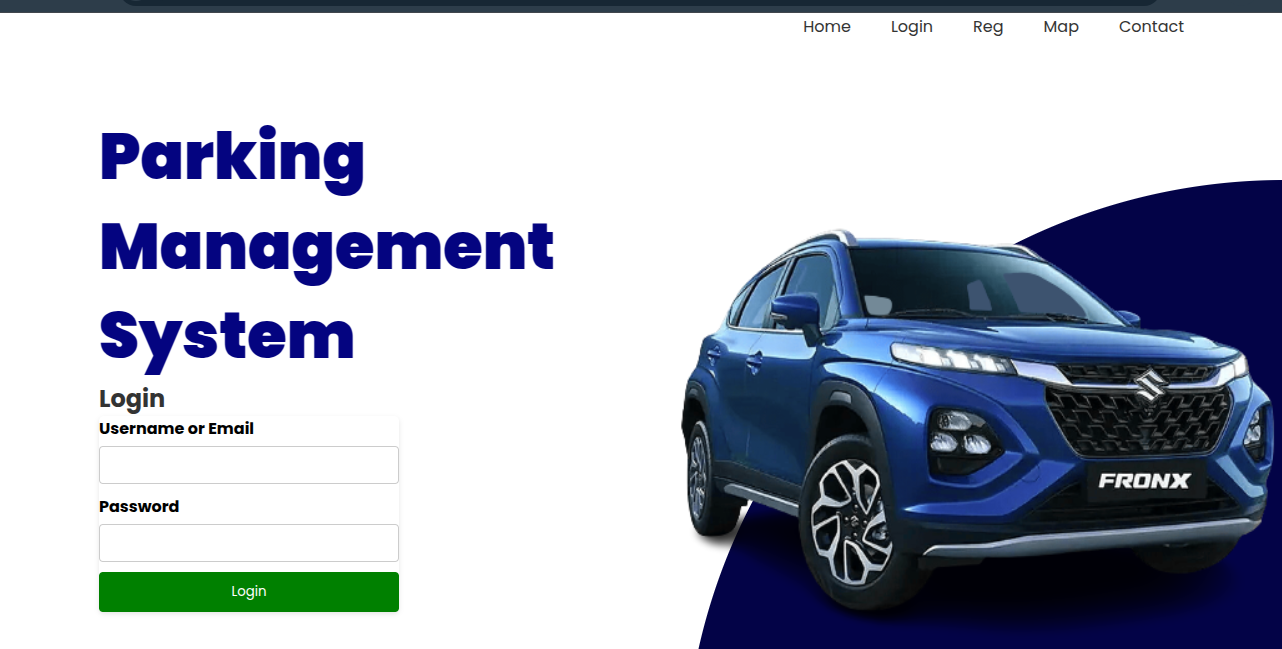 Home Login Reg Map Contact
Parking
Management
System
Login
Username or Email
Password
Login
FRONX